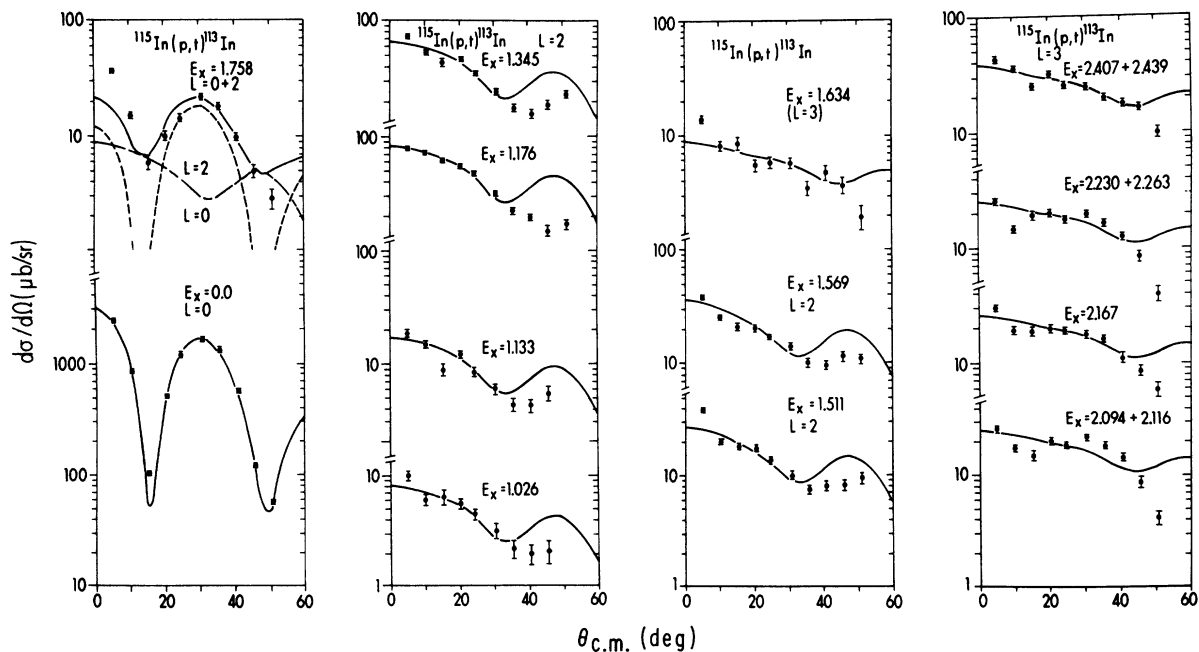 dσ/dΩ (μb/sr)
100
10
1000
100
10
¹¹⁵In(p,t)¹¹³In
Eₓ = 1.758
L = 0 + 2
L = 2
L = 0
Eₓ = 0.0
L = 0
0 20 40 60
100
100
100
10
10
1
¹¹⁵In(p,t)¹¹³In L = 2
Eₓ = 1.345
Eₓ = 1.176
Eₓ = 1.133
Eₓ = 1.026
0 20 40 60
100
10
100
10
10
1
¹¹⁵In(p,t)¹¹³In
Eₓ = 1.634
(L = 3)
Eₓ = 1.569
L = 2
Eₓ = 1.511
L = 2
0 20 40 60
100
10
10
10
10
1
¹¹⁵In(p,t)¹¹³In
L = 3
Eₓ = 2.407 + 2.439
Eₓ = 2.230 + 2.263
Eₓ = 2.167
Eₓ = 2.094 + 2.116
0 20 40 60
θc.m. (deg)